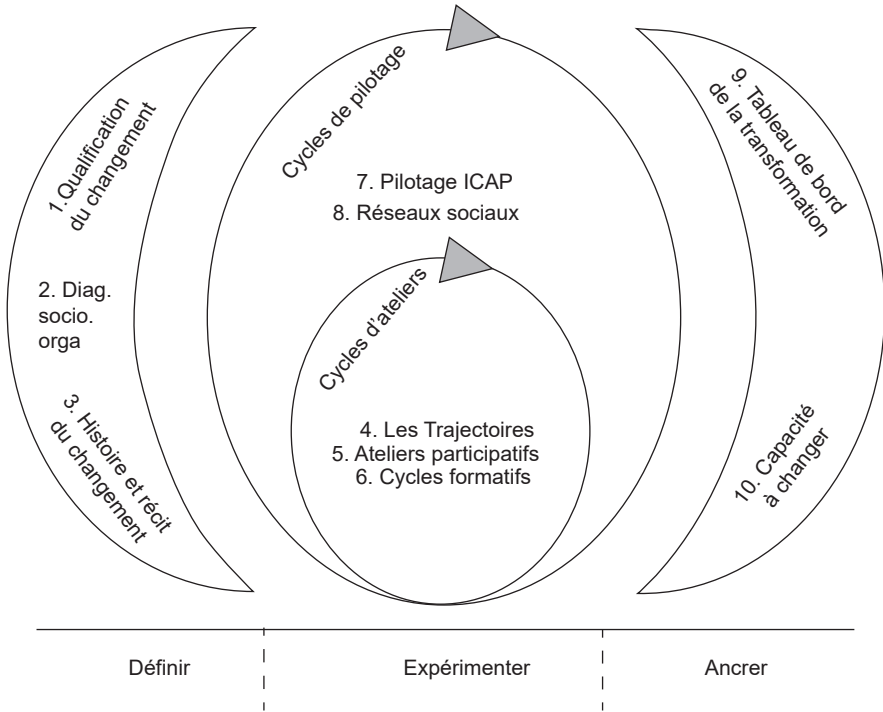 1.Qualification
du changement
2. Diag.
socio.
orga
3. Histoire et récit
du changement
Cycles de pilotage
7. Pilotage ICAP
8. Réseaux sociaux
Cycles d'ateliers
4. Les Trajectoires
5. Ateliers participatifs
6. Cycles formatifs
9. Tableau de bord
de la transformation
10. Capacité
à changer
Définir
Expérimenter
Ancrer